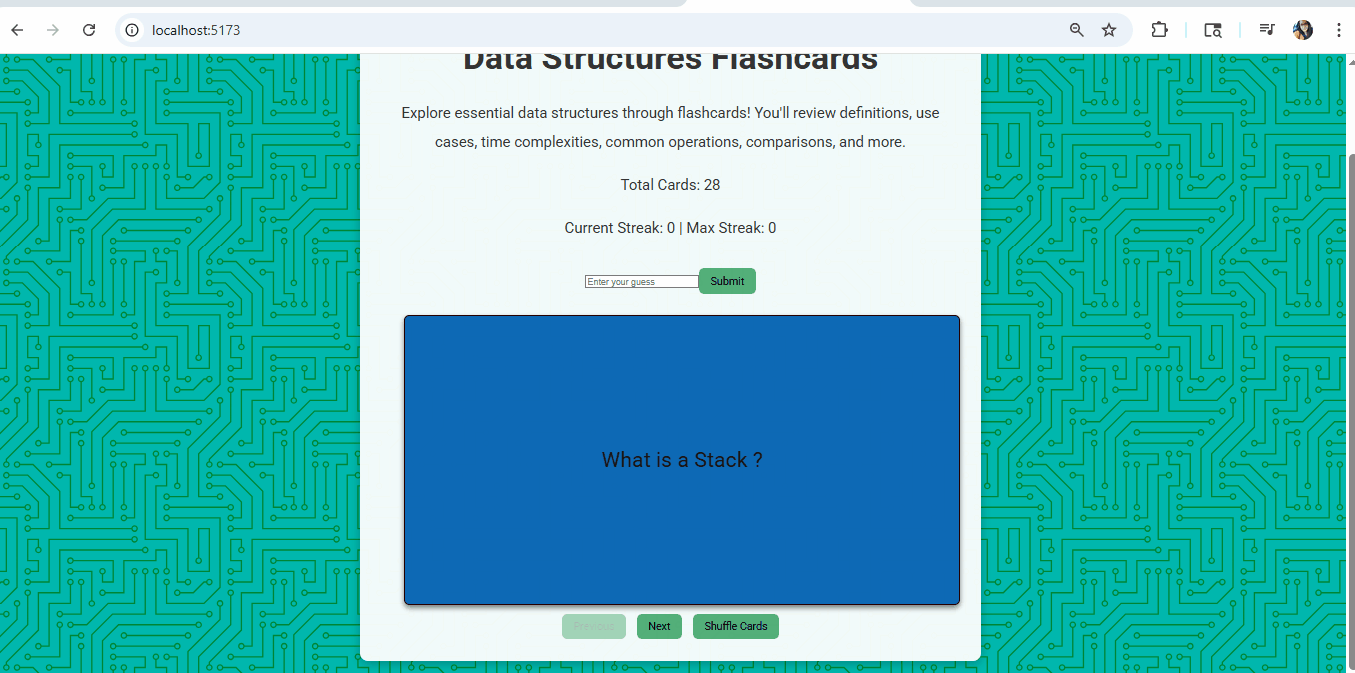 localhost:5173
Data Structures Flashcards
Explore essential data structures through flashcards! You'll review definitions, use
cases, time complexities, common operations, comparisons, and more.
Total Cards: 28
Current Streak: 0 | Max Streak: 0
Enter your guess Submit
What is a Stack ?
Previous Next Shuffle Cards